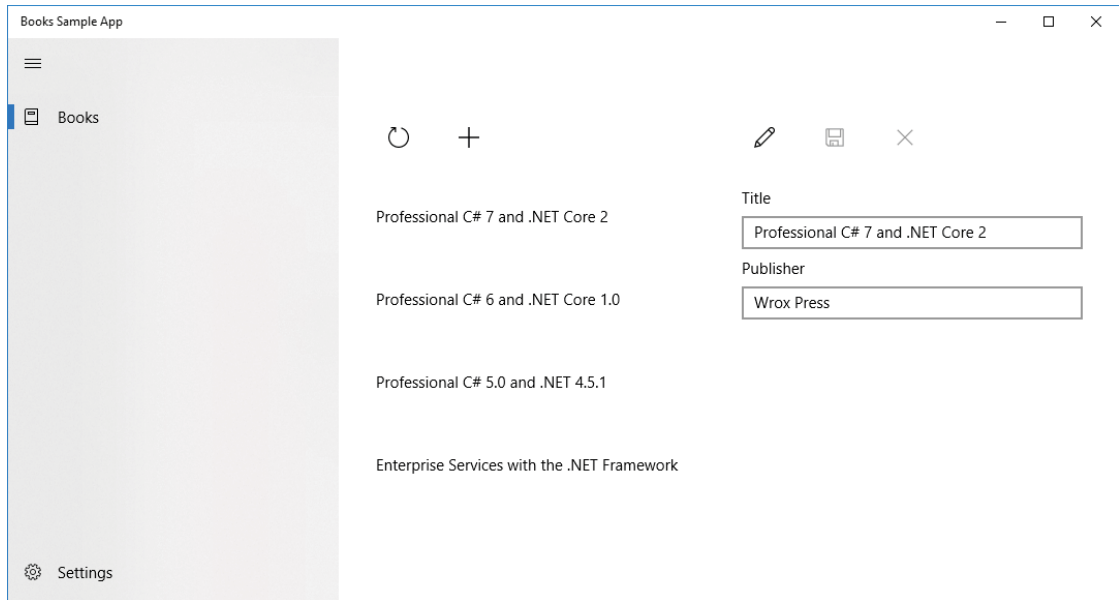 Books Sample App
Books
Professional C# 7 and .NET Core 2
Professional C# 6 and .NET Core 1.0
Professional C# 5.0 and .NET 4.5.1
Enterprise Services with the .NET Framework
Title
Professional C# 7 and .NET Core 2
Publisher
Wrox Press
Settings